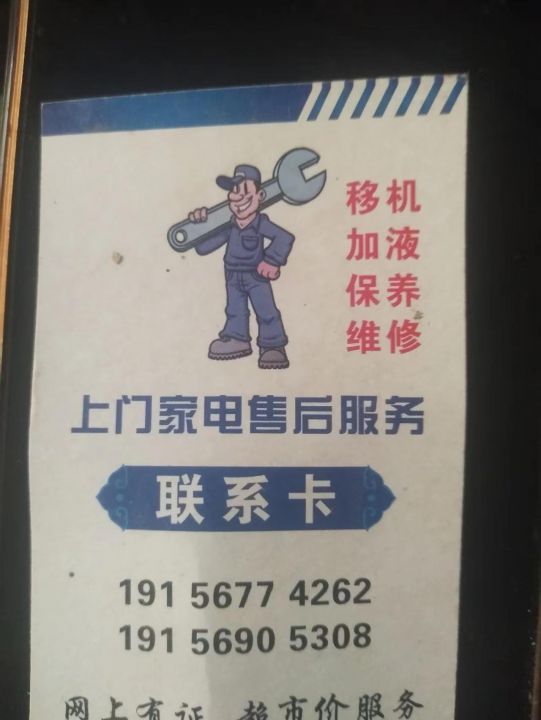 移机
加液
保养
维修
上门家电售后服务
联系卡
191 5677 4262
191 5690 5308
网上有证 超市价服务